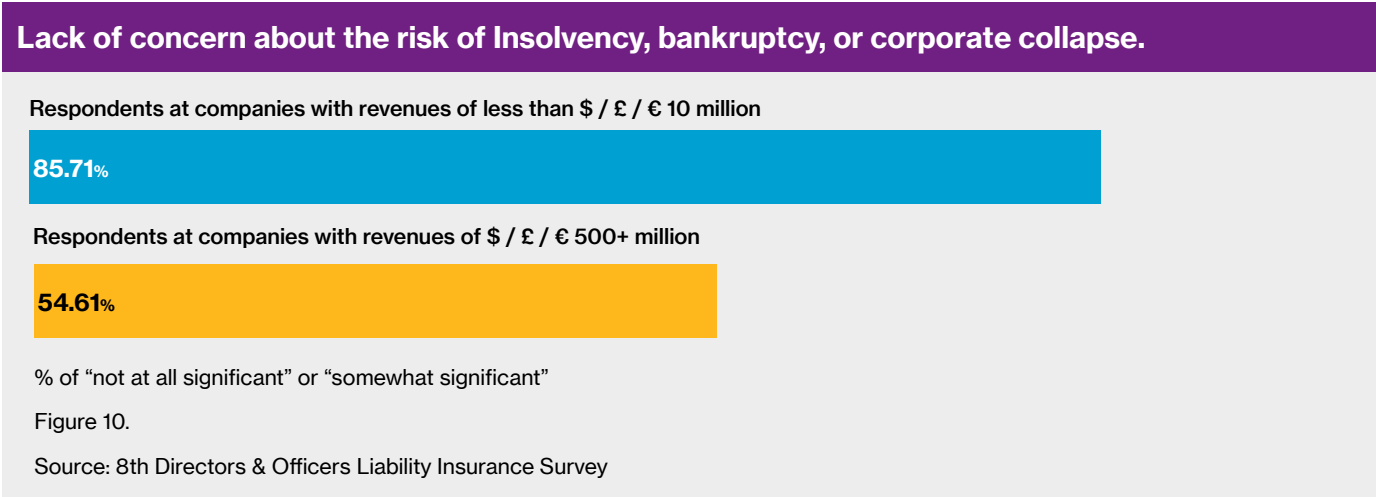 Lack of concern about the risk of Insolvency, bankruptcy, or corporate collapse.
Respondents at companies with revenues of less than $ / £ / € 10 million
85.71%
Respondents at companies with revenues of $ / £ / € 500+ million
54.61%
% of “not at all significant” or “somewhat significant”
Figure 10.
Source: 8th Directors & Officers Liability Insurance Survey